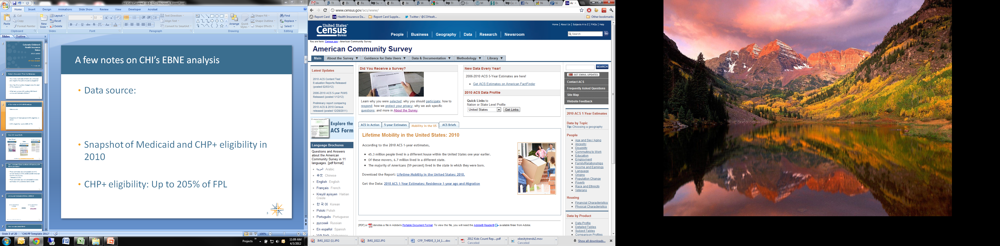 All Kids Covered - 4-6-12 - Microsoft PowerPoint
Home Insert Design Animations Slide Show Review View Developer Acrobat
Paste
Cut
Copy
Format Painter
Clipboard
New Slide
Layout
Reset
Delete
Slides
32
Font
Text Direction
Align Text
Convert to SmartArt
Paragraph
Arrange
Quick Styles
Shape Fill
Shape Outline
Shape Effects
Drawing
Find
Replace
Select
Editing
Slides Outline
1
Colorado Children's
Health Insurance
Status
2
3
4
5
6
7
A few notes on CHI's EBNE analysis
• Data source:
• Snapshot of Medicaid and CHP+ eligibility in
2010
• CHP+ eligibility: Up to 205% of FPL
3
Slide 3 of 20 "CHI PP Template 2012" 100%
Projects
11:09 AM
4/3/2012
www.census.gov/acs/www/
Report Card Health Insurance Da... Report Card Supple... Twitter / @COHealt... Other bookmarks
United States™
Census
Bureau
Home About Us Subjects A to Z FAQs Help
People Business Geography Data Research Newsroom
Search Go
You are here: Census.gov › American Community Survey
American Community Survey
Main About the Survey ▼ Guidance for Data Users ▼ Data & Documentation ▼ Methodology ▼ Library ▼
Latest Updates
2010 ACS Content Test
Evaluation Reports Released
(posted 02/03/12)
2006-2010 ACS 5-year PUMS
Released (posted 1/12/12)
Preliminary report comparing
2010 ACS & 2010 Census
released (posted 12/28/2011)
Explore the
ACS Form
Language Brochures
Questions and Answers
about the American
Community Survey in 11
languages. [pdf format]
العربية Arabic
中文 Chinese
English English
Français French
Kreyòl ayisyen Haitian
Creole
한국어 Korean
Polski Polish
Português Portuguese
русский Russian
En español Spanish
Việt Ngữ Vietnamese
Did You Receive a Survey?
Learn why you were selected; why you should participate; how to
respond; how we protect your privacy; why we ask specific
questions; and more in About the Survey.
New Data Every Year!
2006-2010 ACS 5-Year Estimates are here!
• Get ACS Estimates on American FactFinder
2010 ACS Data Profile
Quick Links to
Nation or State Level Profile
United States Get Links
ACS in Action 5-year Estimates Mobility in the US ACS Briefs
Lifetime Mobility in the United States: 2010
According to the 2010 ACS 1-year estimates,
• 45.3 million people lived in a different house within the United States one year earlier.
• Of these movers, 6.7 million lived in a different state.
• The majority of Americans (59 percent) lived in the state in which they were born.
Download the Report: Lifetime Mobility in the United States: 2010.
Get the Data: 2010 ACS 1-Year Estimates: Residence 1-year ago and Migration
[PDF] or denotes a file in Adobe's Portable Document Format. To view the file, you will need the Adobe® Reader® available free from Adobe.
SEARCH
GET EMAIL UPDATES
Contact ACS
Frequently Asked Questions
Site Map
Website Feedback
2010 ACS 1-Year Estimates
Data by Topic
Tip: Choosing a geography
People
• Age and Sex / Aging
• Ancestry
• Disability
• Commuting to Work
• Education
• Employment
• Family/Relationships
• Income and Earnings
• Language
• Origins
• Population Change
• Poverty
• Race and Ethnicity
• Veterans
Housing
• Financial Characteristics
• Physical Characteristics
Data by Product
• Data Profile
• Detailed Tables
• Subject Tables
• Comparison Profiles
IMG_1022 (1).JPG
IMG_1022.JPG
CFP_THRIVE_3_14_1....doc
2012 Kids Count Rep....pdf
Canceled
obesitytrends2.mov
Canceled
Show all downloads...